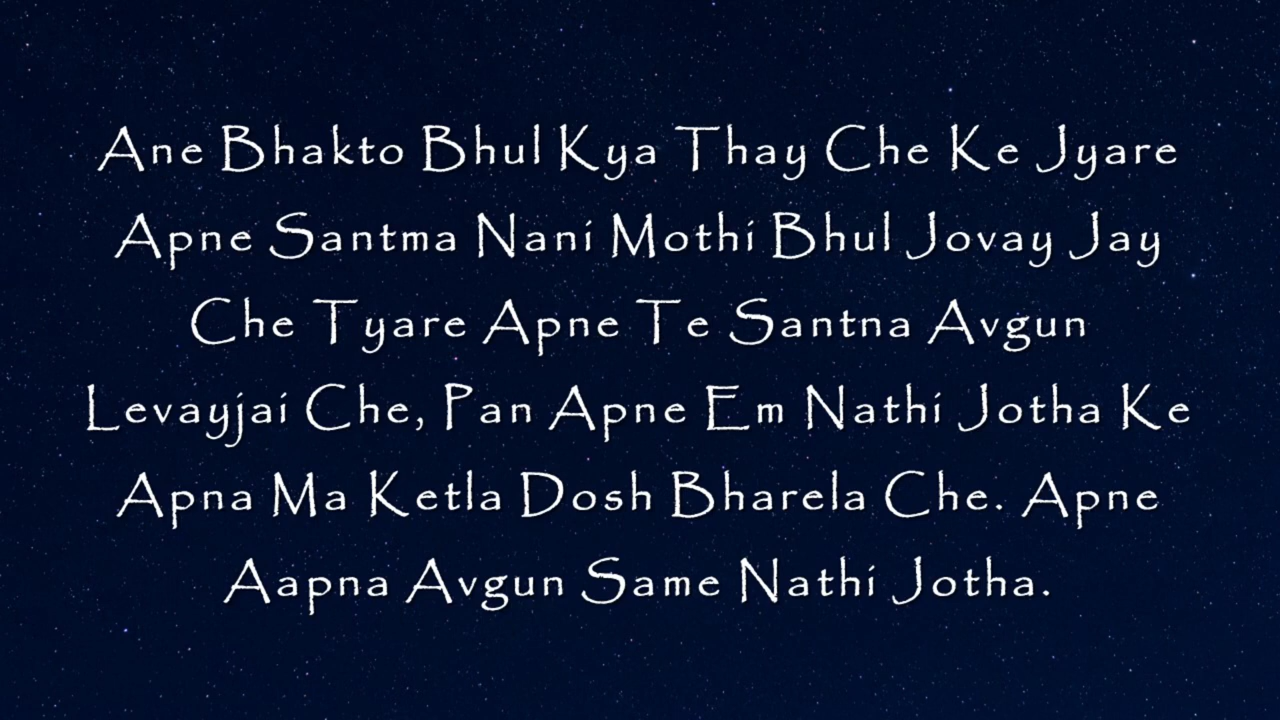 Ane Bhakto Bhul Kya Thay Che Ke Jyare
Apne Santma Nani Mothi Bhul Jovay Jay
Che Tyare Apne Te Santna Avgun
Levayjai Che, Pan Apne Em Nathi Jotha Ke
Apna Ma Ketla Dosh Bharela Che. Apne
Aapna Avgun Same Nathi Jotha.